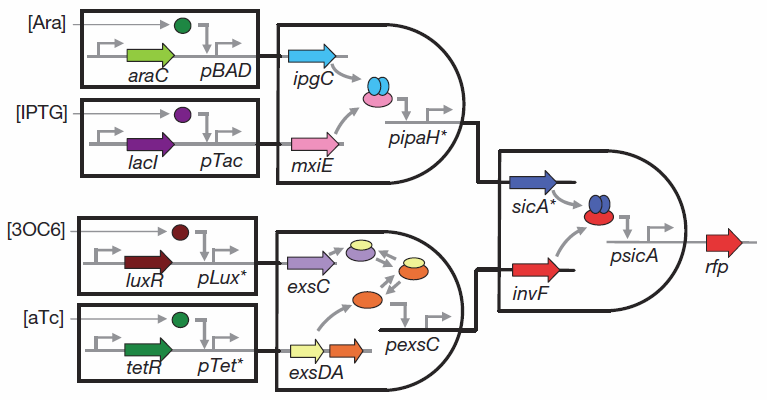 [Ara]
araC
pBAD
ipgC
[IPTG]
lacI
pTac
mxiE
pipaH*
sicA*
[3OC6]
luxR
pLux*
exsC
invF
psicA
rfp
[aTc]
tetR
pTet*
exsDA
pexsC